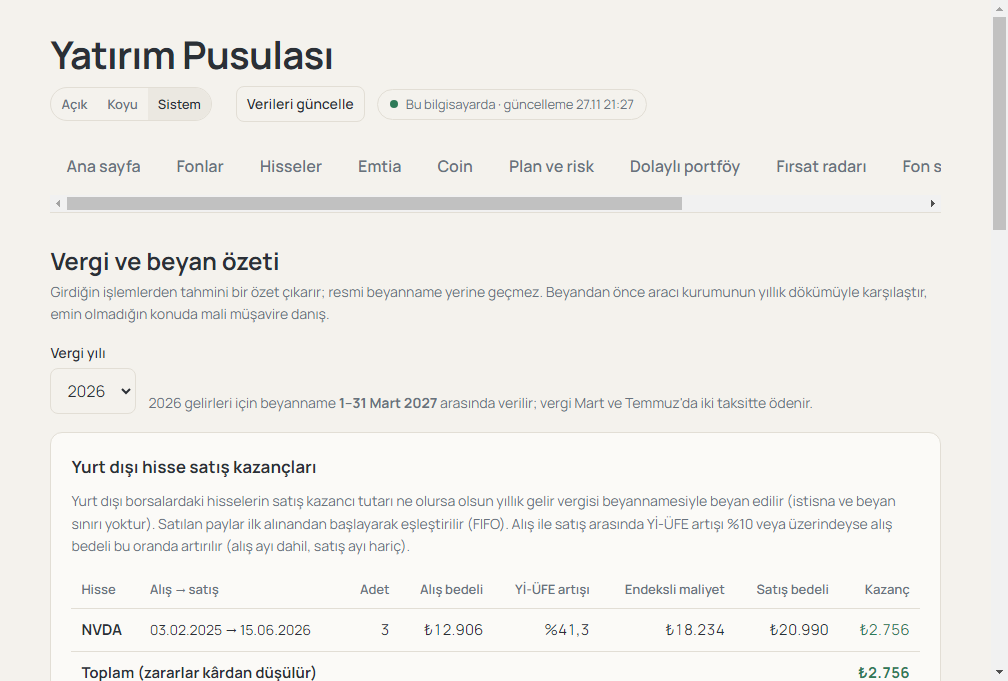 Yatırım Pusulası
Açık Koyu Sistem Verileri güncelle Bu bilgisayarda · güncelleme 27.11 21:27
Ana sayfa Fonlar Hisseler Emtia Coin Plan ve risk Dolaylı portföy Fırsat radarı Fon s
Vergi ve beyan özeti
Girdiğin işlemlerden tahmini bir özet çıkarır; resmi beyanname yerine geçmez. Beyandan önce aracı kurumunun yıllık dökümüyle karşılaştır,
emin olmadığın konuda mali müşavire danış.
Vergi yılı
2026 2026 gelirleri için beyanname 1–31 Mart 2027 arasında verilir; vergi Mart ve Temmuz'da iki taksitte ödenir.
Yurt dışı hisse satış kazançları
Yurt dışı borsalardaki hisselerin satış kazancı tutarı ne olursa olsun yıllık gelir vergisi beyannamesiyle beyan edilir (istisna ve beyan
sınırı yoktur). Satılan paylar ilk alınandan başlayarak eşleştirilir (FIFO). Alış ile satış arasında Yİ-ÜFE artışı %10 veya üzerindeyse alış
bedeli bu oranda artırılır (alış ayı dahil, satış ayı hariç).
Hisse Alış → satış Adet Alış bedeli Yİ-ÜFE artışı Endeksli maliyet Satış bedeli Kazanç
NVDA 03.02.2025 → 15.06.2026 3 ₺12.906 %41,3 ₺18.234 ₺20.990 ₺2.756
Toplam (zararlar kârdan düşülür) ₺2.756